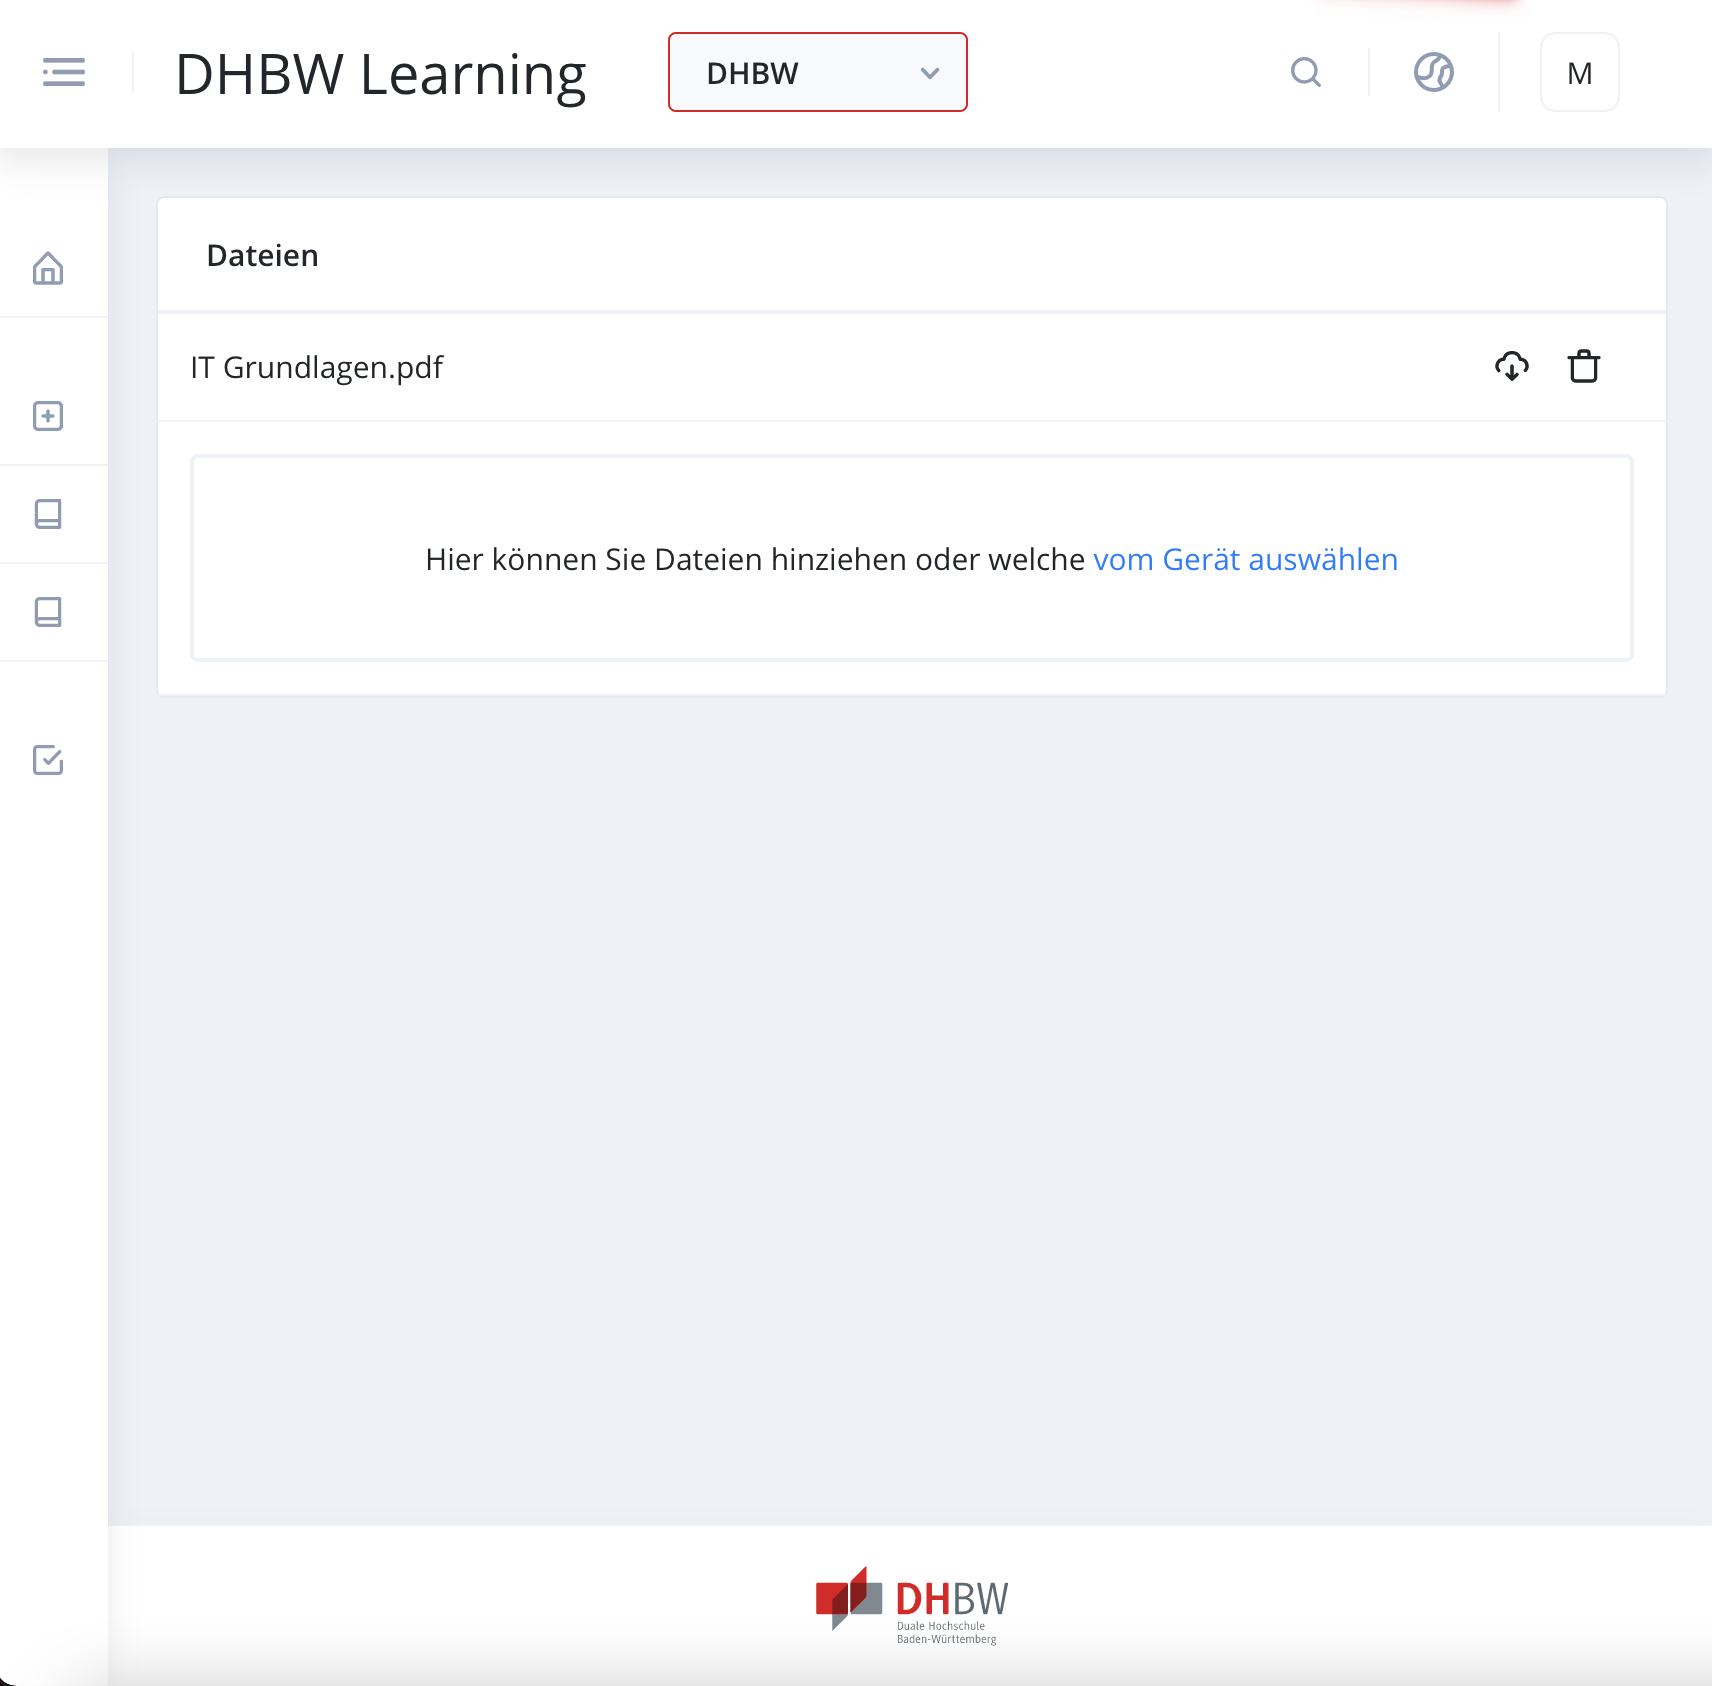 DHBW Learning
DHBW
M
Dateien
IT Grundlagen.pdf
Hier können Sie Dateien hinziehen oder welche vom Gerät auswählen
DHBW
Duale Hochschule
Baden-Württemberg